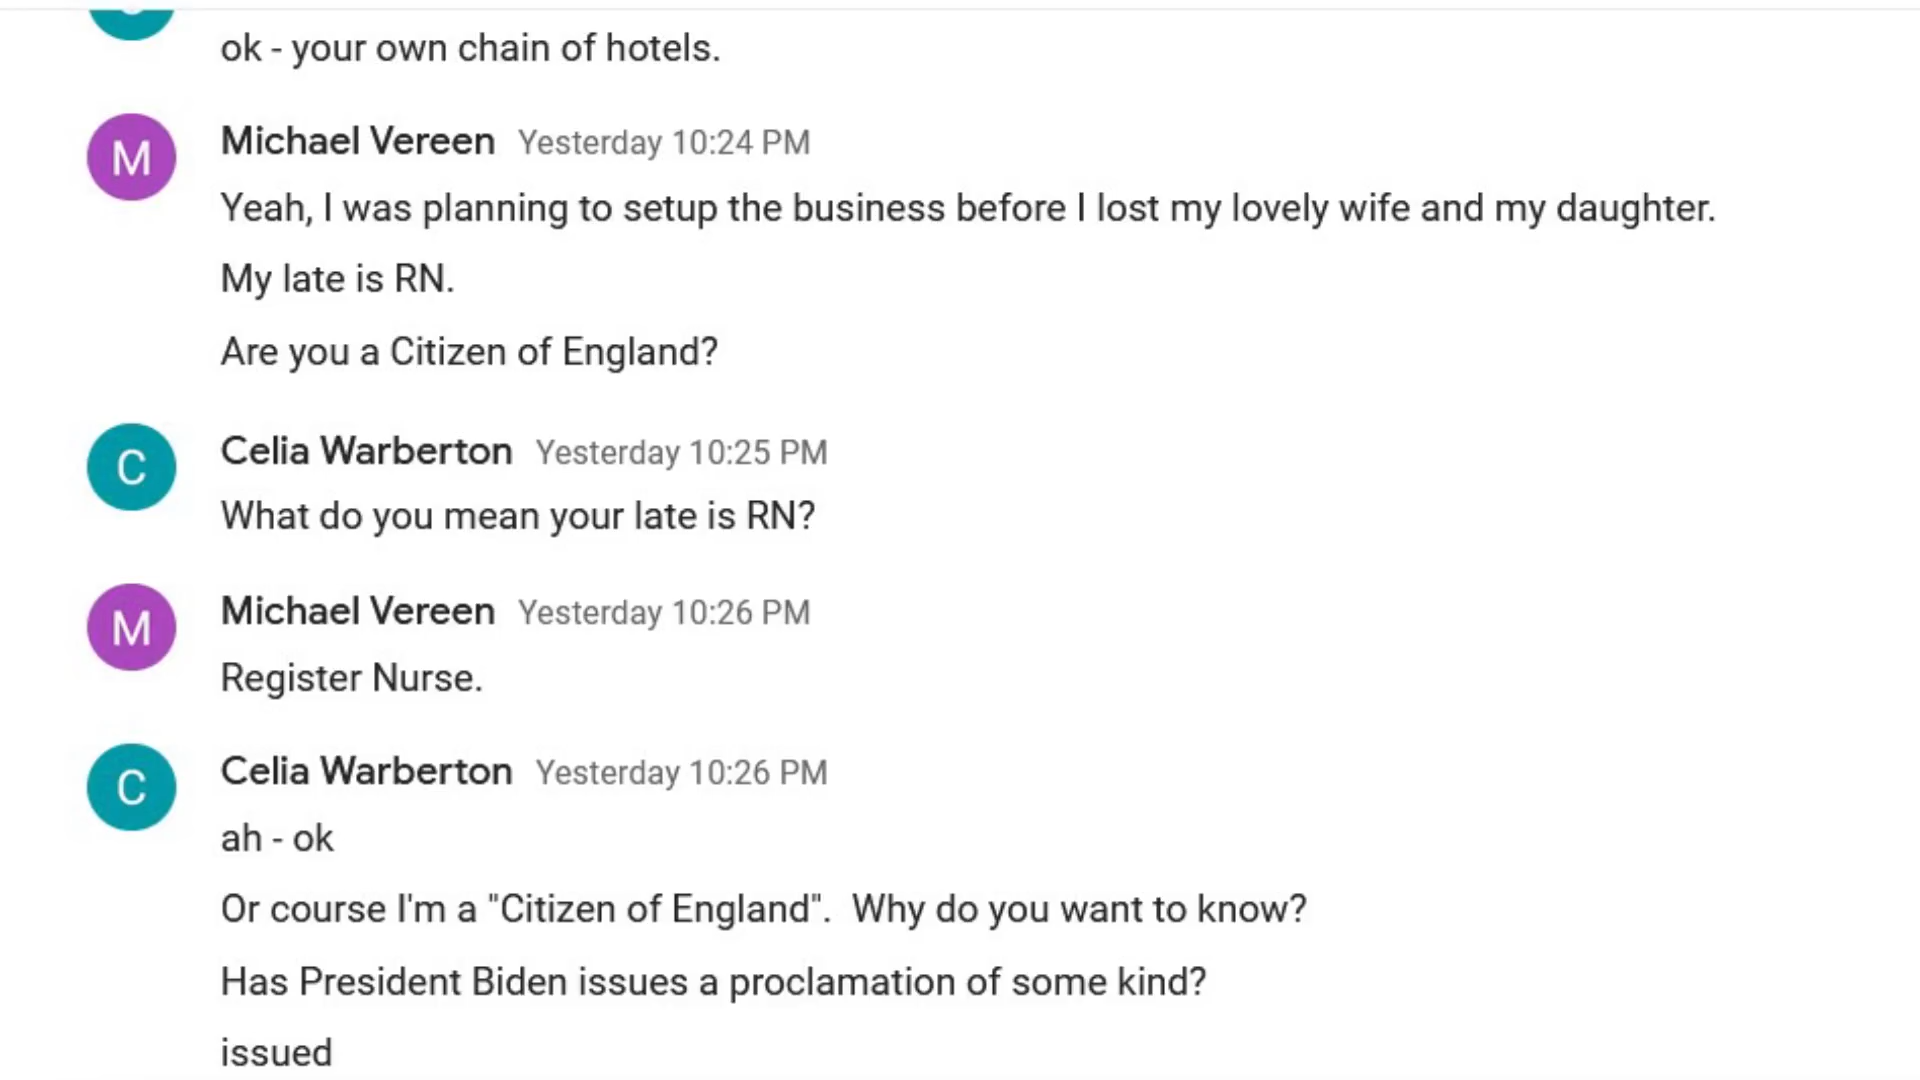 ok - your own chain of hotels.
M
Michael Vereen Yesterday 10:24 PM
Yeah, I was planning to setup the business before I lost my lovely wife and my daughter.
My late is RN.
Are you a Citizen of England?
C
Celia Warberton Yesterday 10:25 PM
What do you mean your late is RN?
M
Michael Vereen Yesterday 10:26 PM
Register Nurse.
C
Celia Warberton Yesterday 10:26 PM
ah - ok
Or course I'm a "Citizen of England".  Why do you want to know?
Has President Biden issues a proclamation of some kind?
issued